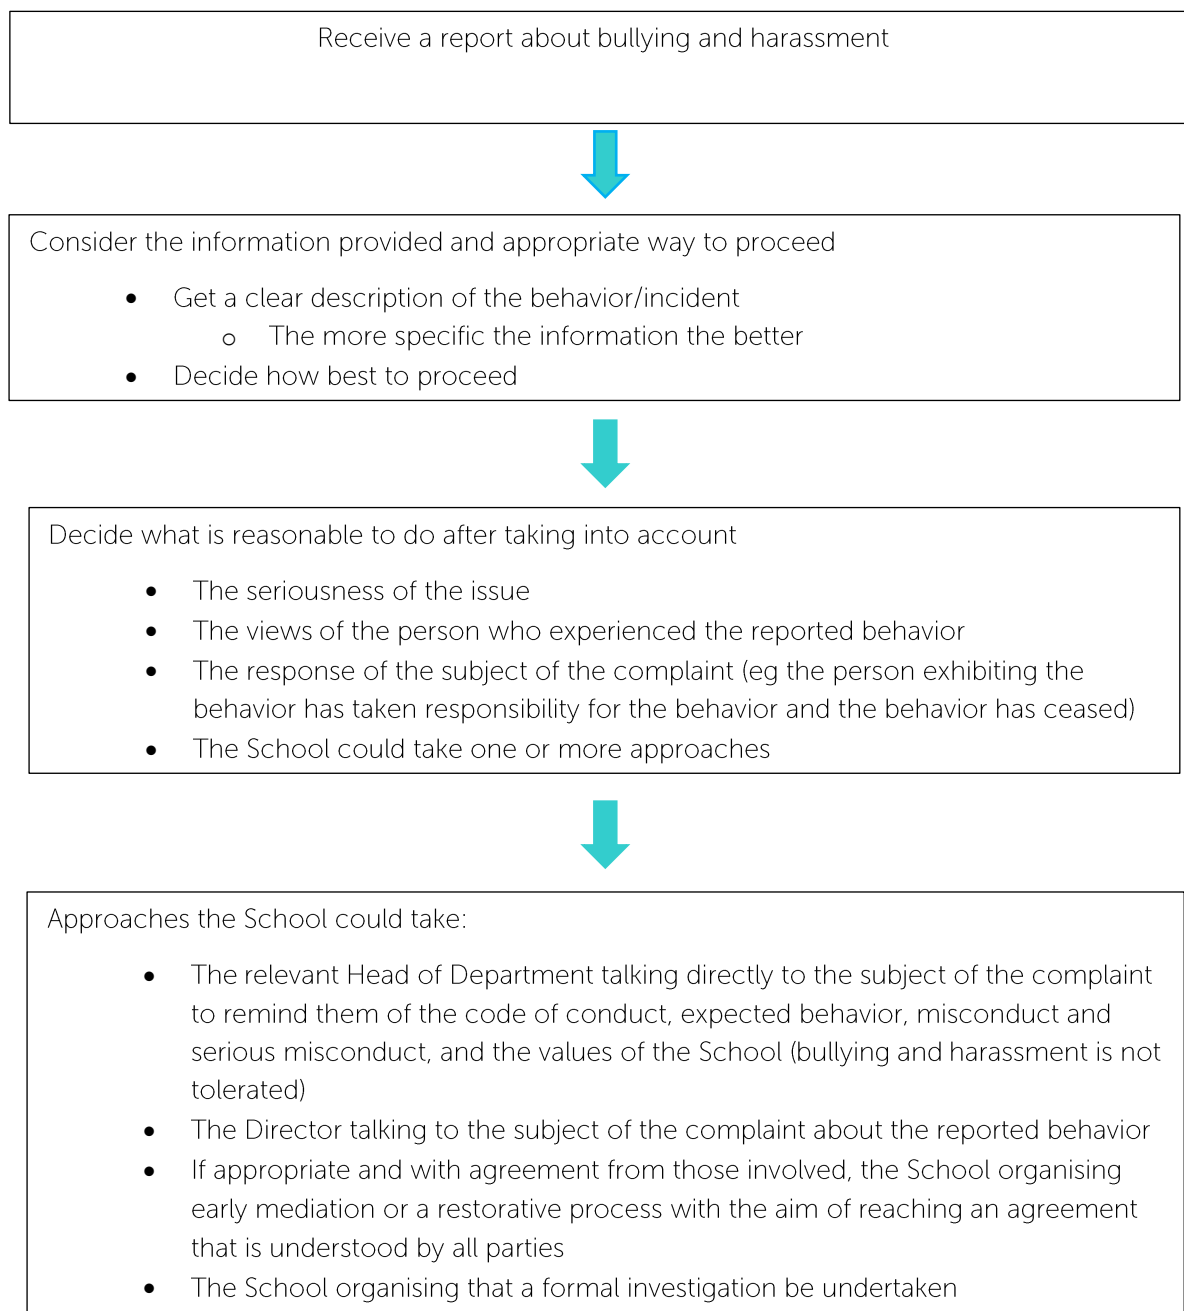 Receive a report about bullying and harassment
Consider the information provided and appropriate way to proceed
• Get a clear description of the behavior/incident
o The more specific the information the better
• Decide how best to proceed
Decide what is reasonable to do after taking into account
• The seriousness of the issue
• The views of the person who experienced the reported behavior
• The response of the subject of the complaint (eg the person exhibiting the
behavior has taken responsibility for the behavior and the behavior has ceased)
• The School could take one or more approaches
Approaches the School could take:
• The relevant Head of Department talking directly to the subject of the complaint
to remind them of the code of conduct, expected behavior, misconduct and
serious misconduct, and the values of the School (bullying and harassment is not
tolerated)
• The Director talking to the subject of the complaint about the reported behavior
• If appropriate and with agreement from those involved, the School organising
early mediation or a restorative process with the aim of reaching an agreement
that is understood by all parties
• The School organising that a formal investigation be undertaken